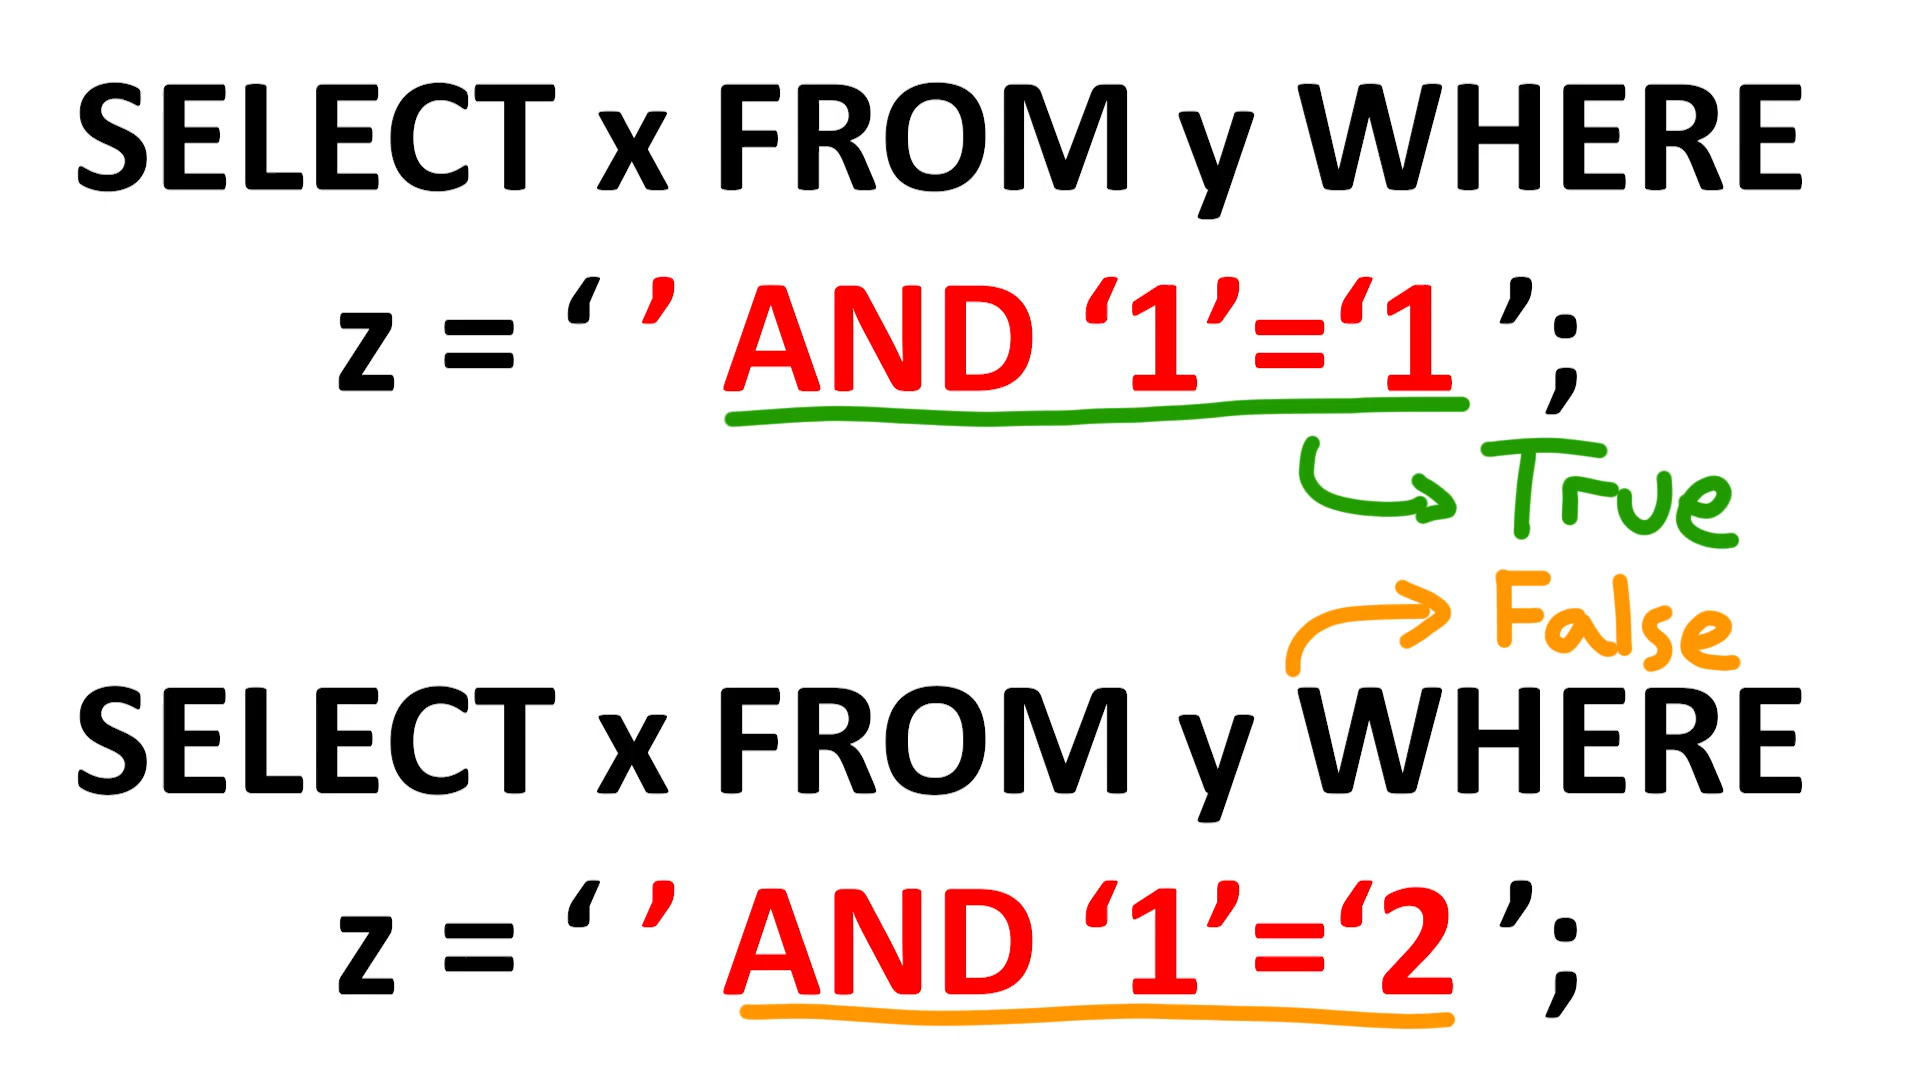 SELECT x FROM y WHERE
z = ‘ ’ AND ‘1’=‘1 ’;
True
False
SELECT x FROM y WHERE
z = ‘ ’ AND ‘1’=‘2 ’;